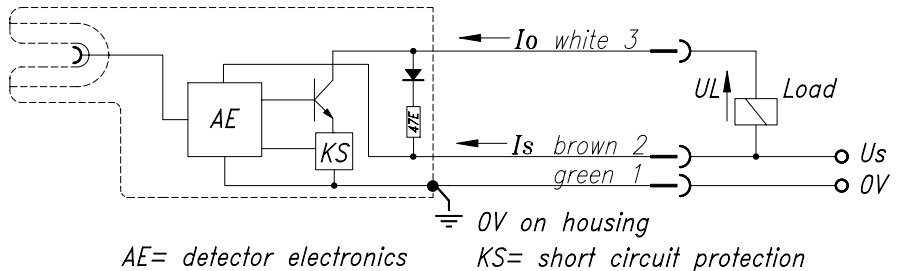 Io white 3
UL
Load
AE
47E
KS
Is brown 2
Us
green 1
0V
0V on housing
AE= detector electronics
KS= short circuit protection